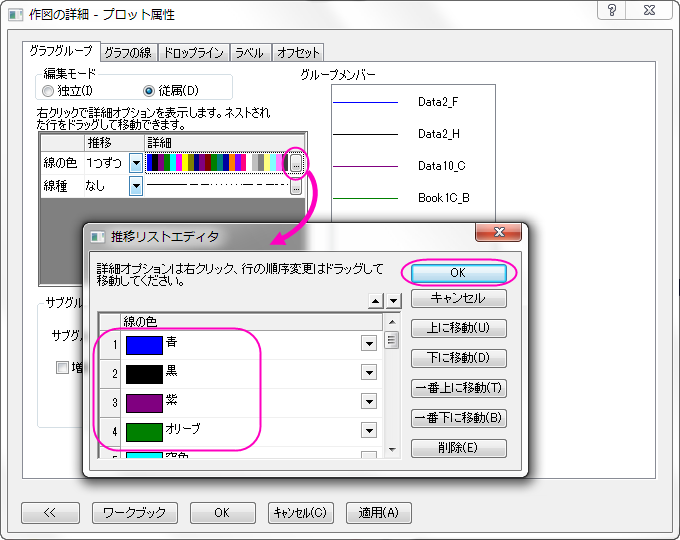 作図の詳細 - プロット属性
グラフグループ グラフの線 ドロップライン ラベル オフセット
編集モード
独立(I) 従属(D)
右クリックで詳細オプションを表示します。ネストされ
た行をドラッグして移動できます。
推移 詳細
線の色 1つずつ ...
線種 なし ...
グループメンバー
Data2_F
Data2_H
Data10_C
Book1C_B
サブグル
サブグル
増
推移リストエディタ
詳細オプションは右クリック、行の順序変更はドラッグして
移動してください。
線の色
1 青
2 黒
3 紫
4 オリーブ
5 空色
OK
キャンセル
上に移動(U)
下に移動(D)
一番上に移動(T)
一番下に移動(B)
削除(E)
<< ワークブック OK キャンセル(C) 適用(A)